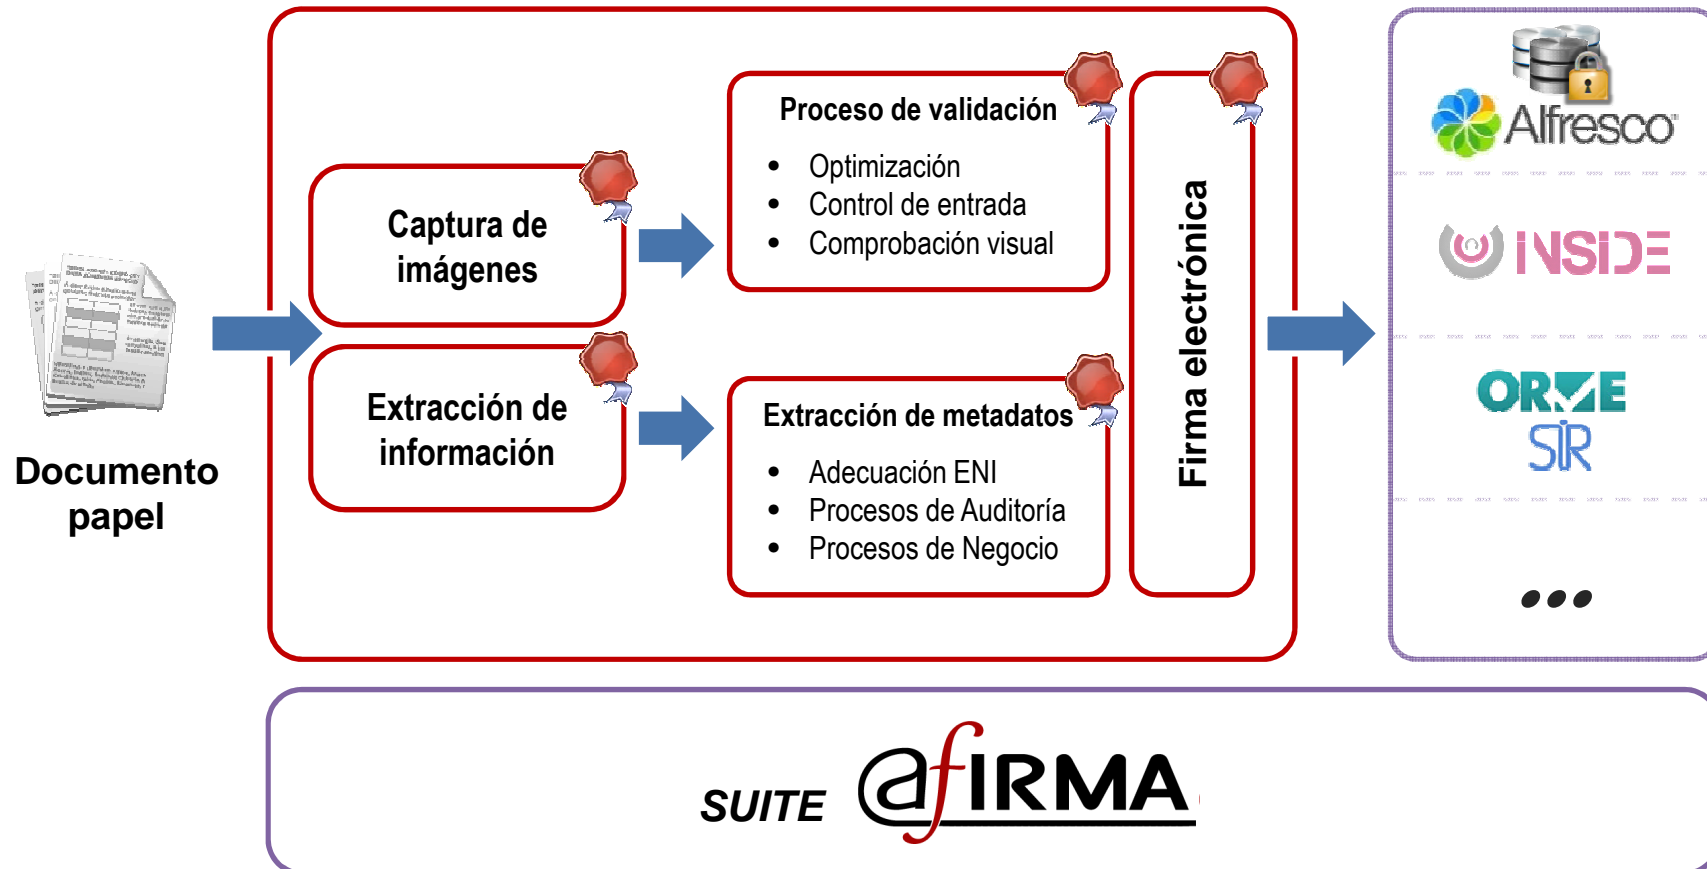 Documento
papel
Captura de
imágenes
Extracción de
información
Proceso de validación
• Optimización
• Control de entrada
• Comprobación visual
Extracción de metadatos
• Adecuación ENI
• Procesos de Auditoría
• Procesos de Negocio
Firma electrónica
Alfresco
INSIDE
ORVE
SIR
...
SUITE @FIRMA